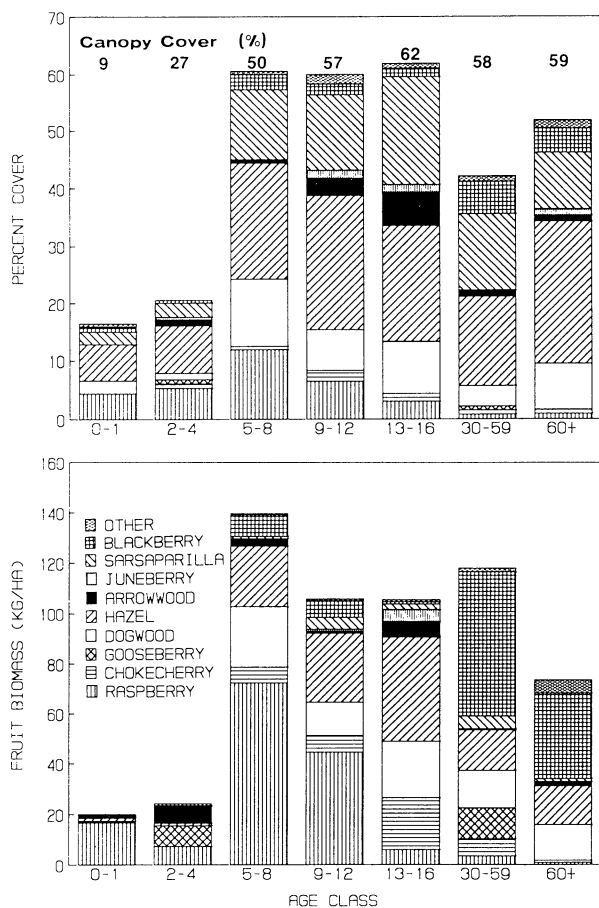 Canopy Cover (%)
9 27 50 57 62 58 59
PERCENT COVER
70
60
50
40
30
20
10
0
0-1 2-4 5-8 9-12 13-16 30-59 60+
FRUIT BIOMASS (KG/HA)
160
140
120
100
80
60
40
20
0
OTHER
BLACKBERRY
SARSAPARILLA
JUNEBERRY
ARROWWOOD
HAZEL
DOGWOOD
GOOSEBERRY
CHOKECHERRY
RASPBERRY
0-1 2-4 5-8 9-12 13-16 30-59 60+
AGE CLASS